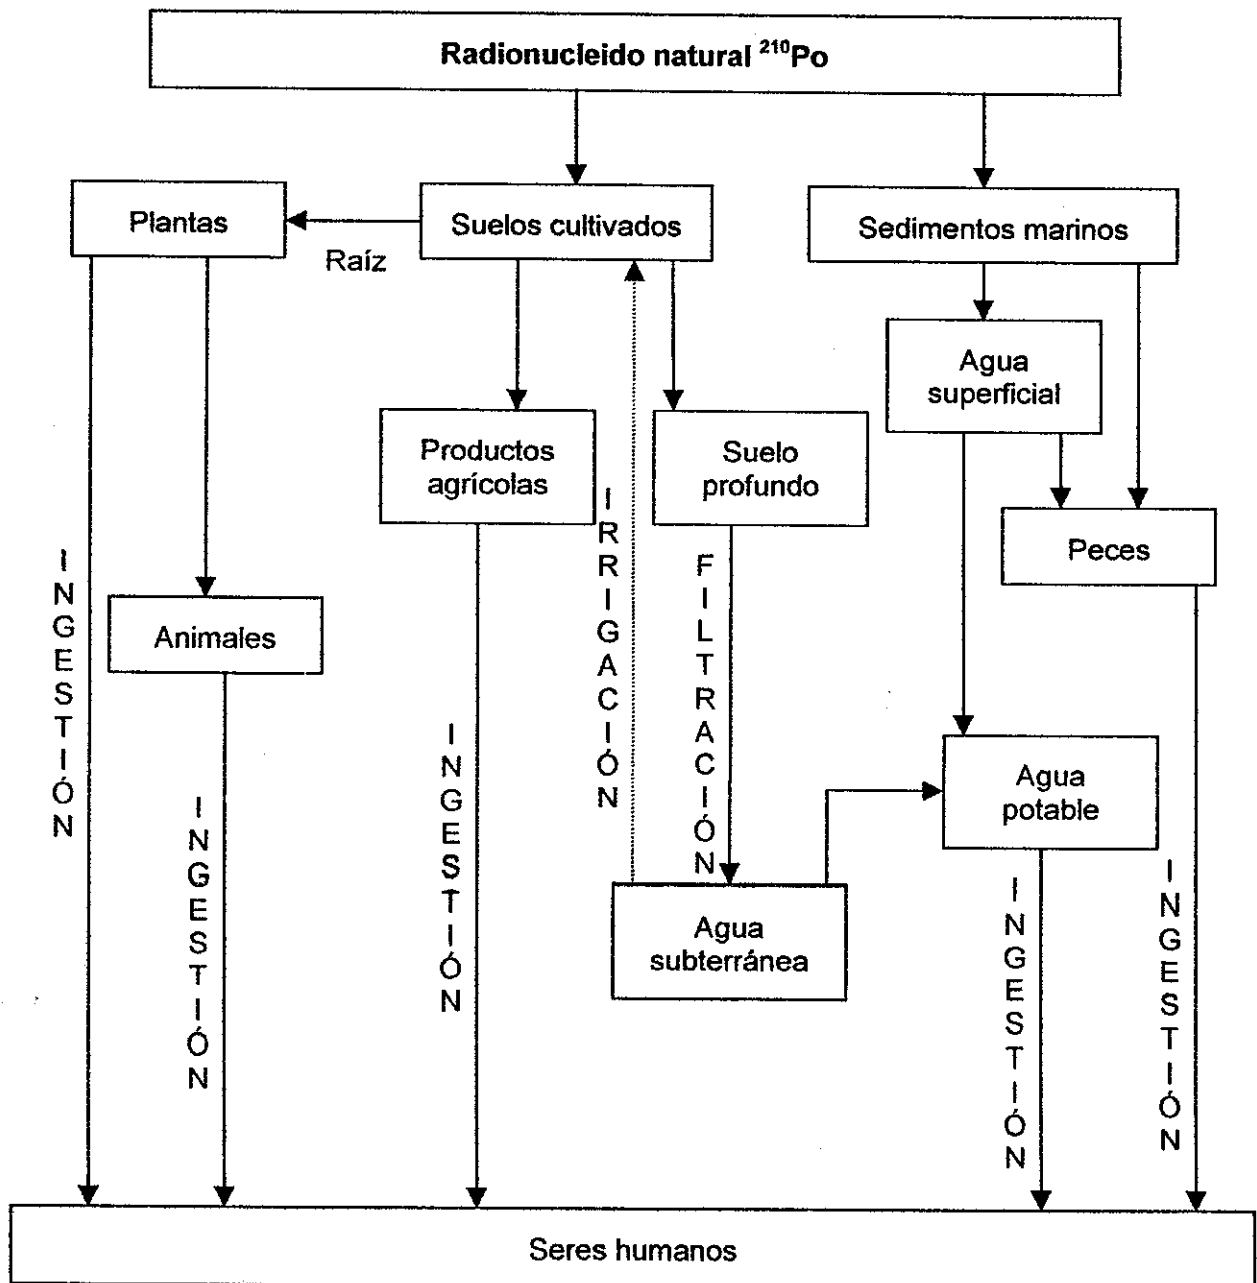 Radionucleido natural ²¹⁰Po
Plantas
Suelos cultivados
Sedimentos marinos
Raíz
Agua
superficial
Productos
agrícolas
Suelo
profundo
Peces
Animales
INGESTIÓN
INGESTIÓN
INGESTIÓN
IRRIGACIÓN
FILTRACIÓN
Agua
potable
Agua
subterránea
INGESTIÓN
INGESTIÓN
Seres humanos